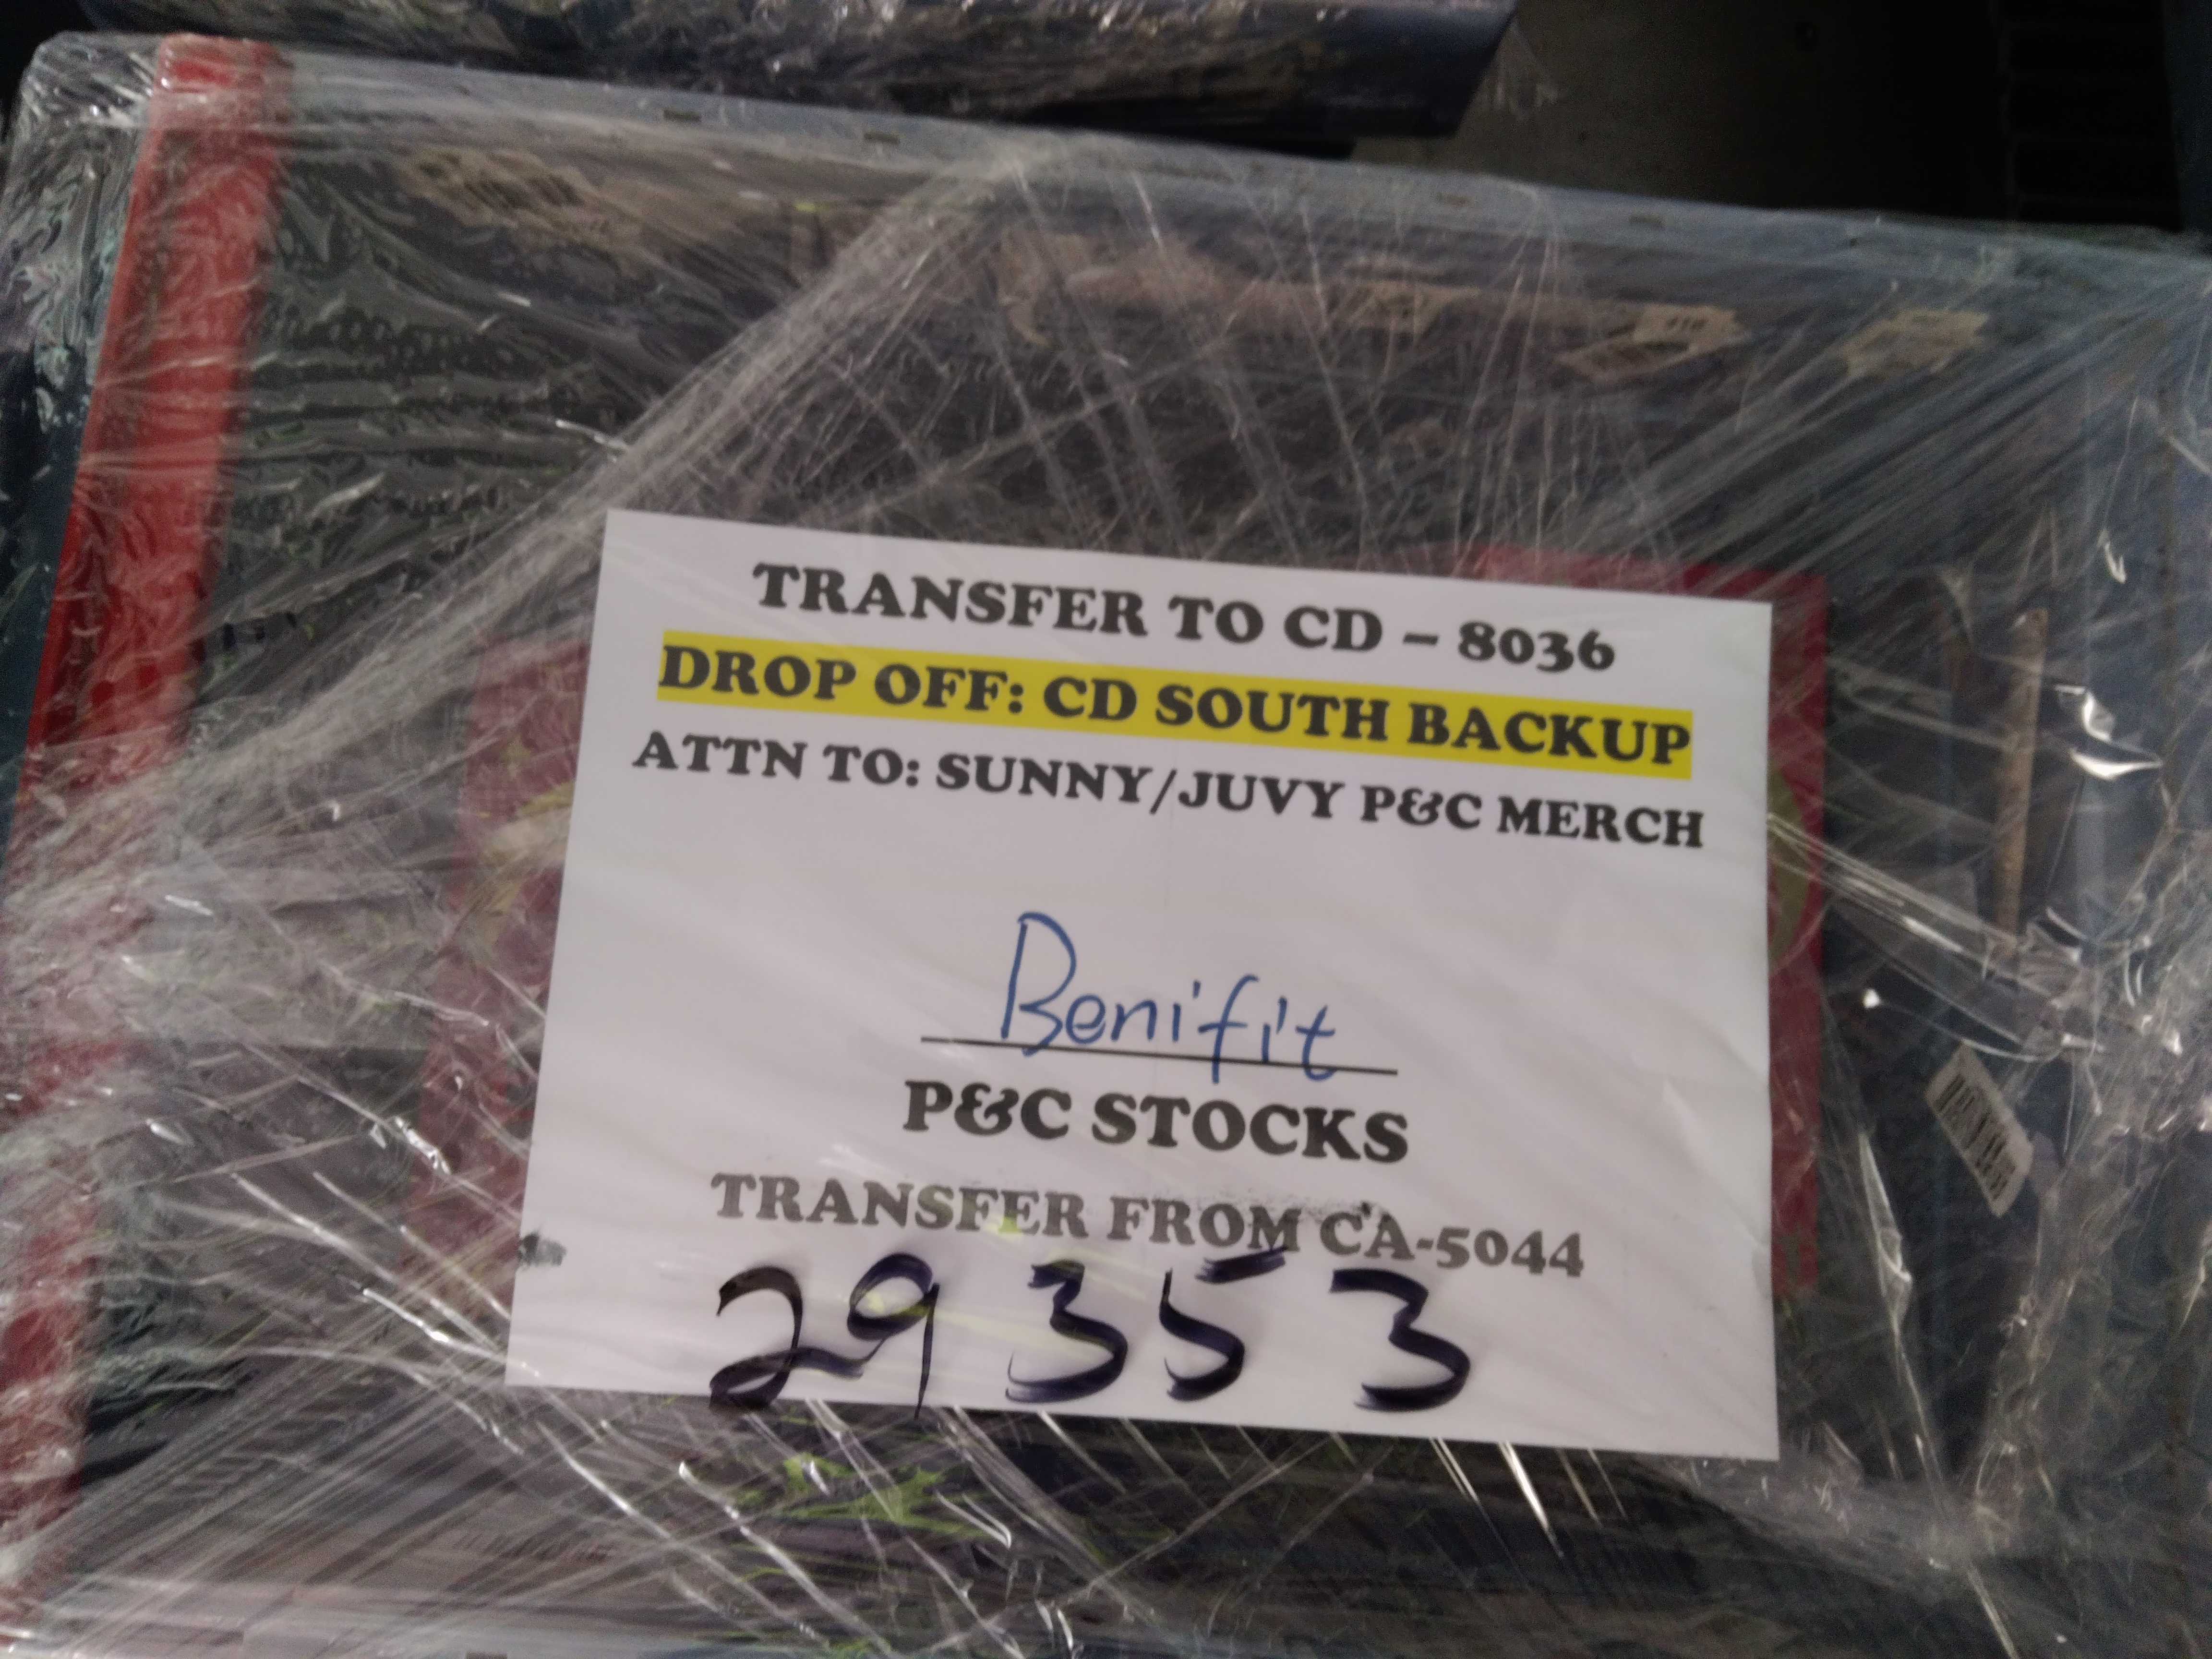 TRANSFER TO CD – 8036
DROP OFF: CD SOUTH BACKUP
ATTN TO: SUNNY/JUVY P&C MERCH
Benifit
P&C STOCKS
TRANSFER FROM CA-5044
29353